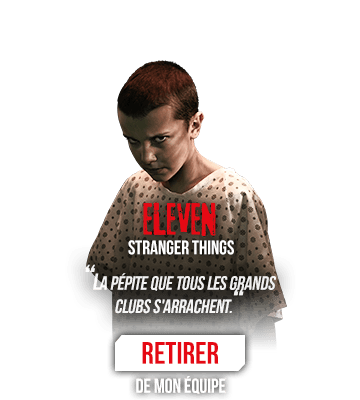 ELEVEN
STRANGER THINGS
“LA PÉPITE QUE TOUS LES GRANDS
CLUBS S'ARRACHENT.”
RETIRER
DE MON ÉQUIPE